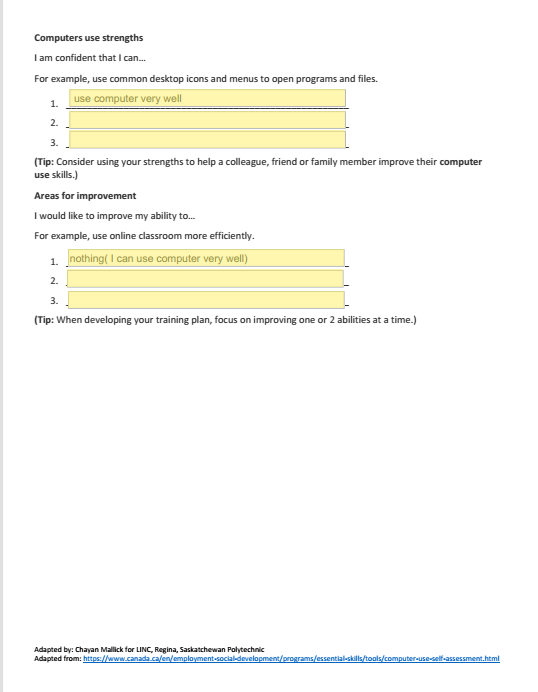 Computers use strengths
I am confident that I can...
For example, use common desktop icons and menus to open programs and files.
1. use computer very well
2.
3.
(Tip: Consider using your strengths to help a colleague, friend or family member improve their computer
use skills.)
Areas for improvement
I would like to improve my ability to...
For example, use online classroom more efficiently.
1. nothing( I can use computer very well)
2.
3.
(Tip: When developing your training plan, focus on improving one or 2 abilities at a time.)
Adapted by: Chayan Mallick for LINC, Regina, Saskatchewan Polytechnic
Adapted from: https://www.canada.ca/en/employment-social-development/programs/essential-skills/tools/computer-use-self-assessment.html